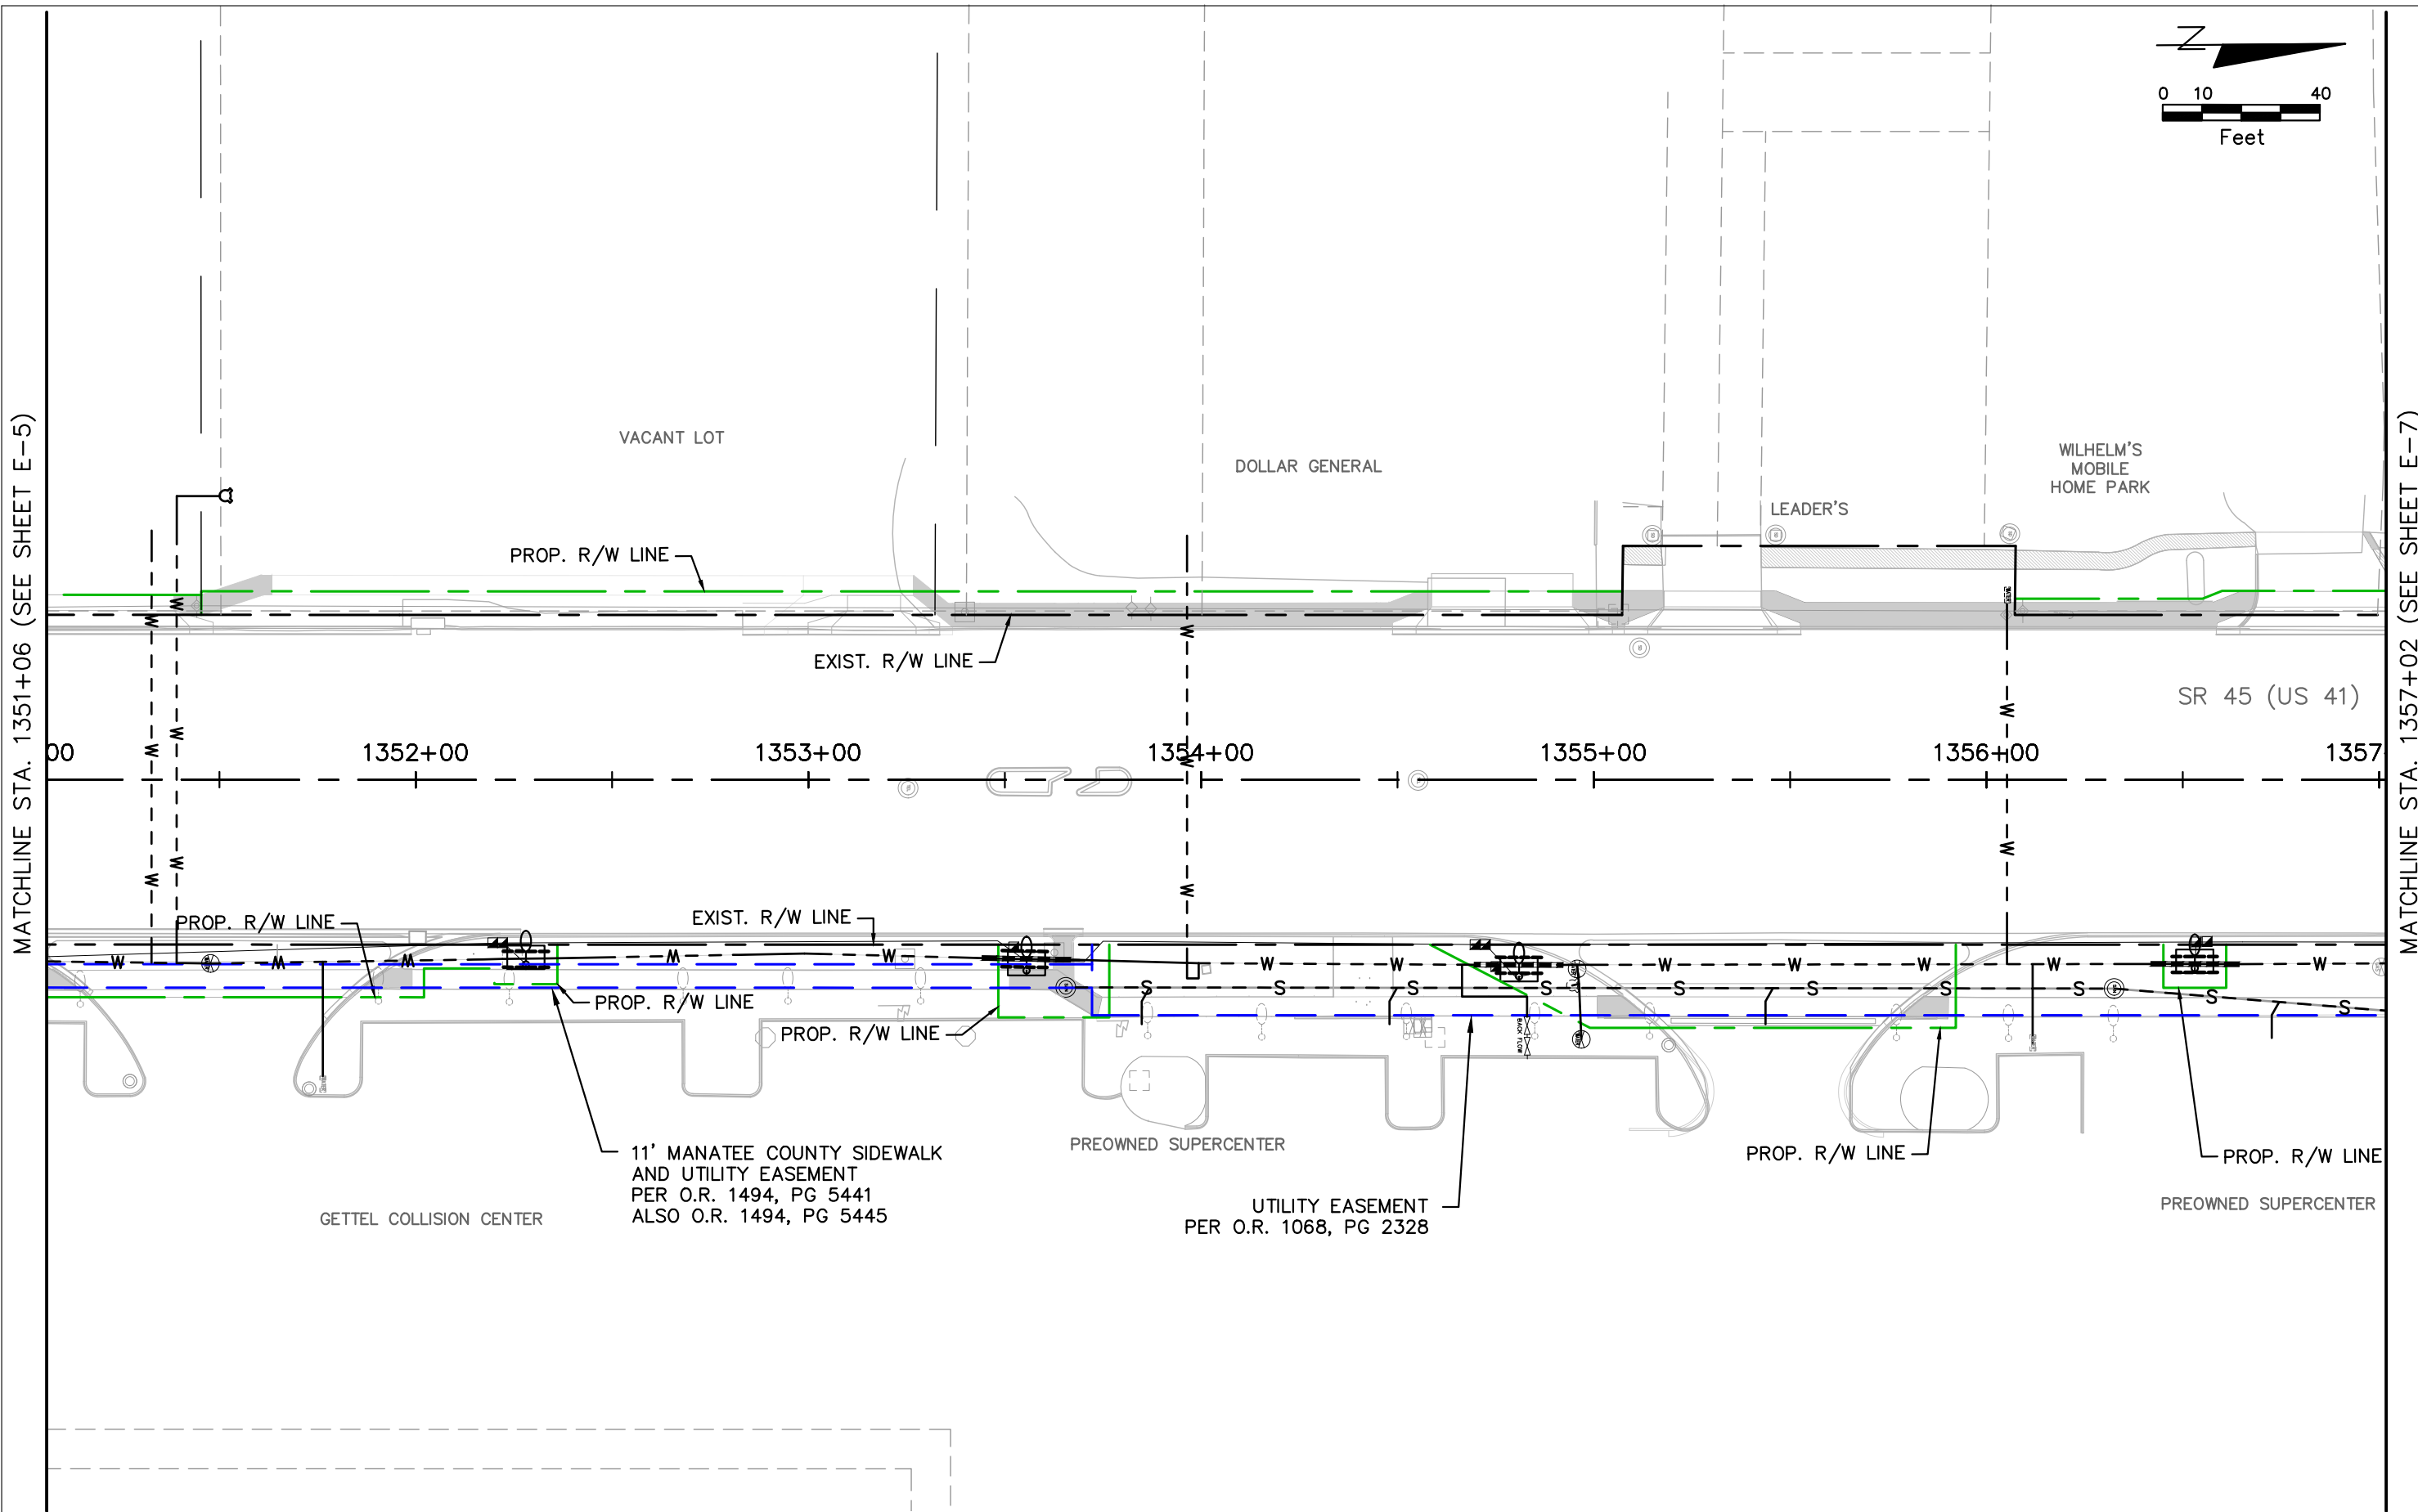 0 10 40
Feet
MATCHLINE STA. 1351+06 (SEE SHEET E-5)
MATCHLINE STA. 1357+02 (SEE SHEET E-7)
VACANT LOT
DOLLAR GENERAL
WILHELM'S
MOBILE
HOME PARK
LEADER'S
PROP. R/W LINE
EXIST. R/W LINE
SR 45 (US 41)
00 1352+00 1353+00 1354+00 1355+00 1356+00 1357
W W W W W W W W W W W W
PROP. R/W LINE
EXIST. R/W LINE
W W W W W W W W W W W W W
S S S S S S S S S S
PROP. R/W LINE
PROP. R/W LINE
BACK FLOW
11' MANATEE COUNTY SIDEWALK
AND UTILITY EASEMENT
PER O.R. 1494, PG 5441
ALSO O.R. 1494, PG 5445
PREOWNED SUPERCENTER
PROP. R/W LINE
PROP. R/W LINE
GETTEL COLLISION CENTER
UTILITY EASEMENT
PER O.R. 1068, PG 2328
PREOWNED SUPERCENTER